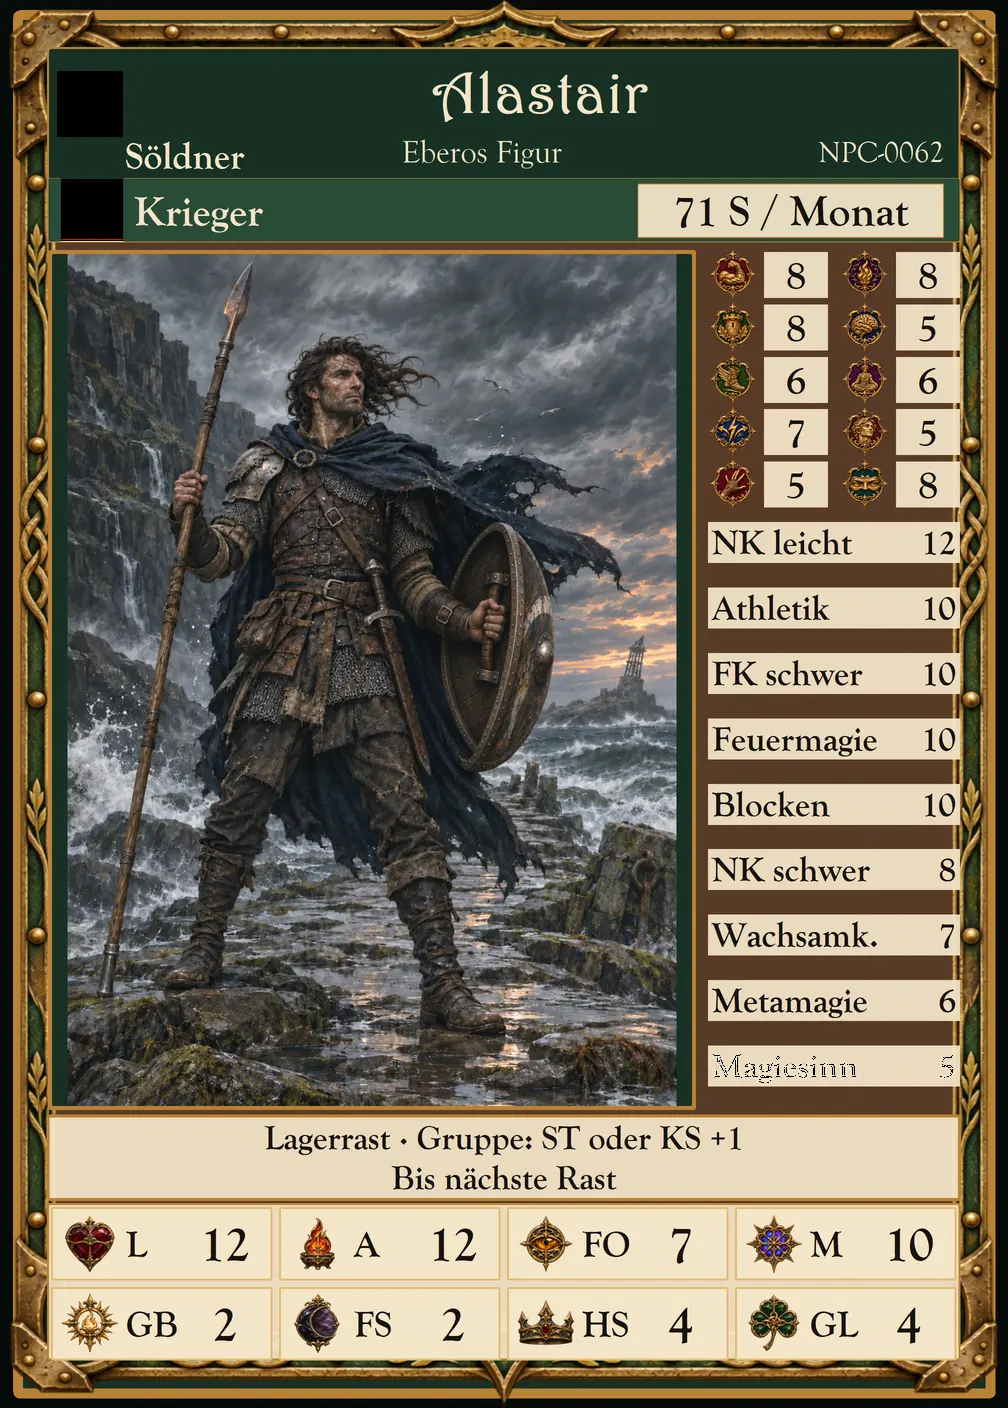 Alastair
Söldner Eberos Figur NPC-0062
Krieger 71 S / Monat
8 8
8 5
6 6
7 5
5 8
NK leicht 12
Athletik 10
FK schwer 10
Feuermagie 10
Blocken 10
NK schwer 8
Wachsamk. 7
Metamagie 6
Magiesinn 5
Lagerrast · Gruppe: ST oder KS +1
Bis nächste Rast
L 12 A 12 FO 7 M 10
GB 2 FS 2 HS 4 GL 4